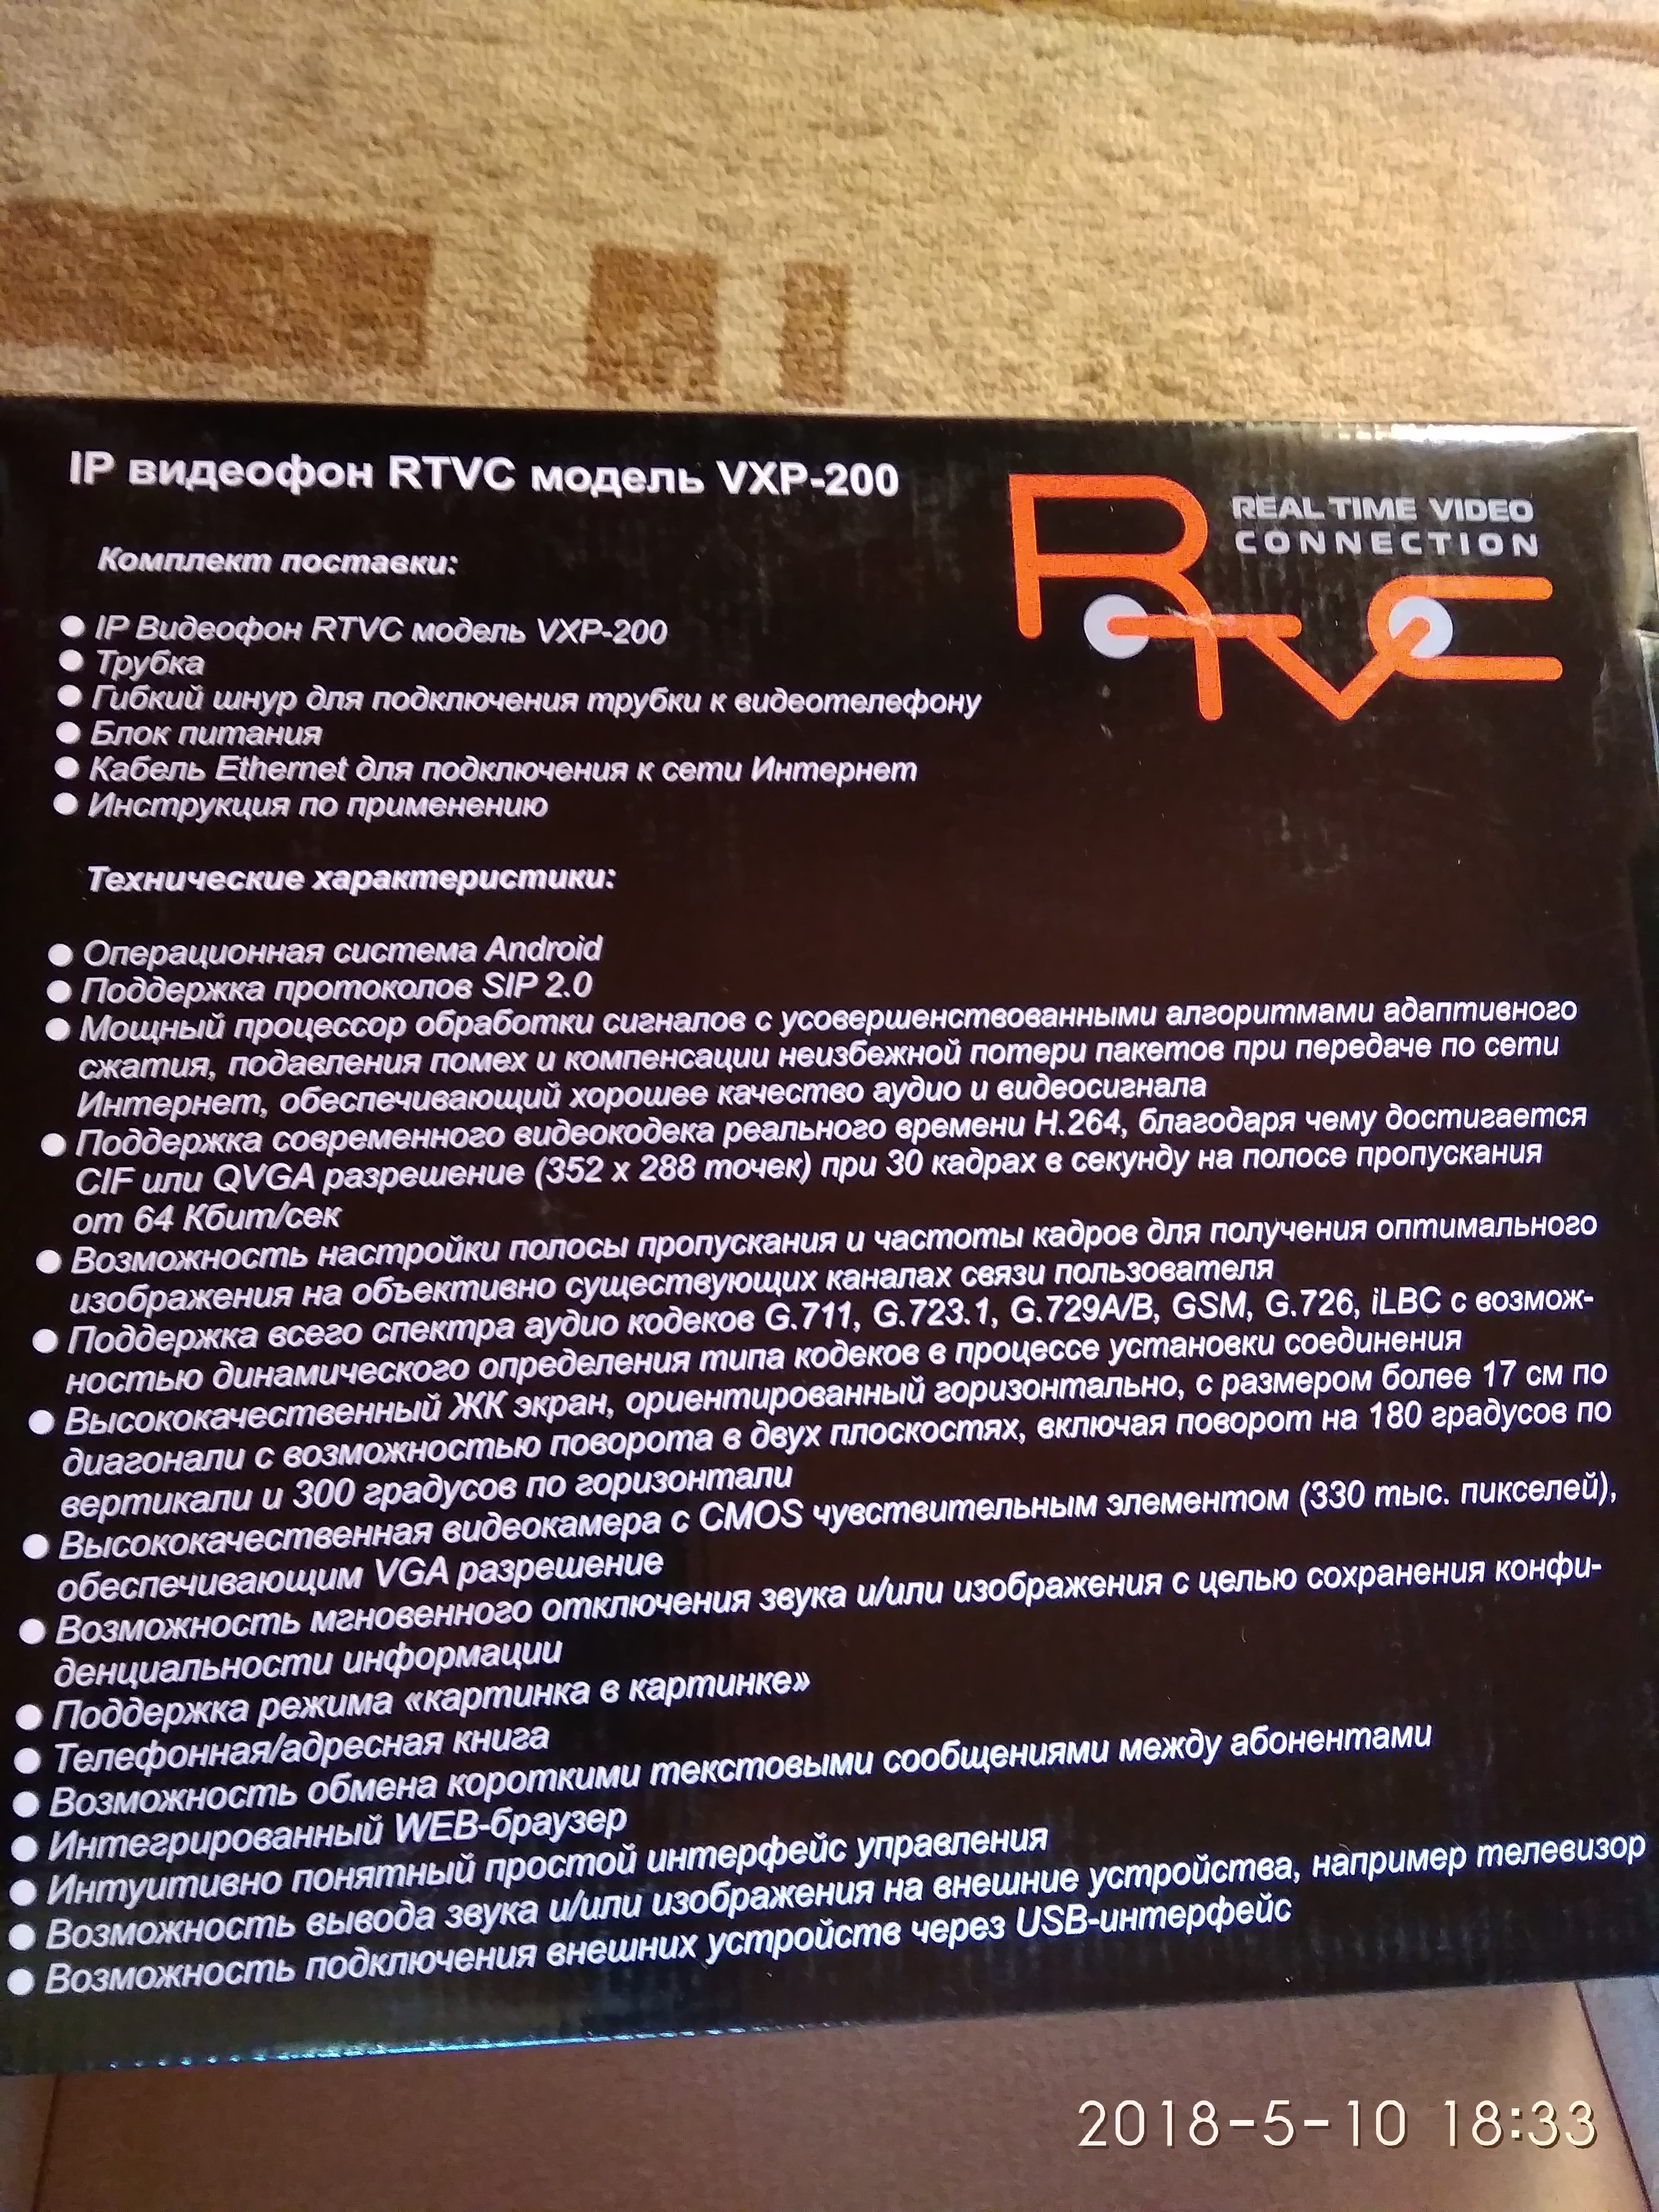 IP видеофон RTVC модель VXP-200
REAL TIME VIDEO
CONNECTION
RTVC
Комплект поставки:
● IP Видеофон RTVC модель VXP-200
● Трубка
● Гибкий шнур для подключения трубки к видеотелефону
● Блок питания
● Кабель Ethernet для подключения к сети Интернет
● Инструкция по применению
Технические характеристики:
● Операционная система Android
● Поддержка протоколов SIP 2.0
● Мощный процессор обработки сигналов с усовершенствованными алгоритмами адаптивного
сжатия, подавления помех и компенсации неизбежной потери пакетов при передаче по сети
Интернет, обеспечивающий хорошее качество аудио и видеосигнала
● Поддержка современного видеокодека реального времени H.264, благодаря чему достигается
CIF или QVGA разрешение (352 x 288 точек) при 30 кадрах в секунду на полосе пропускания
от 64 Кбит/сек
● Возможность настройки полосы пропускания и частоты кадров для получения оптимального
изображения на объективно существующих каналах связи пользователя
● Поддержка всего спектра аудио кодеков G.711, G.723.1, G.729A/B, GSM, G.726, iLBC с возмож-
ностью динамического определения типа кодеков в процессе установки соединения
● Высококачественный ЖК экран, ориентированный горизонтально, с размером более 17 см по
диагонали с возможностью поворота в двух плоскостях, включая поворот на 180 градусов по
вертикали и 300 градусов по горизонтали
● Высококачественная видеокамера с CMOS чувствительным элементом (330 тыс. пикселей),
обеспечивающим VGA разрешение
● Возможность мгновенного отключения звука и/или изображения с целью сохранения конфи-
денциальности информации
● Поддержка режима «картинка в картинке»
● Телефонная/адресная книга
● Возможность обмена короткими текстовыми сообщениями между абонентами
● Интегрированный WEB-браузер
● Интуитивно понятный простой интерфейс управления
● Возможность вывода звука и/или изображения на внешние устройства, например телевизор
● Возможность подключения внешних устройств через USB-интерфейс
2018-5-10 18:33